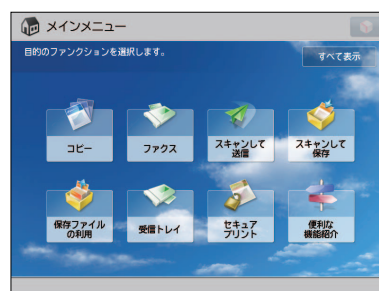 メインメニュー
目的のファンクションを選択します。
すべて表示
コピー
ファクス
スキャンして
送信
スキャンして
保存
保存ファイル
の利用
受信トレイ
セキュア
プリント
便利な
機能紹介